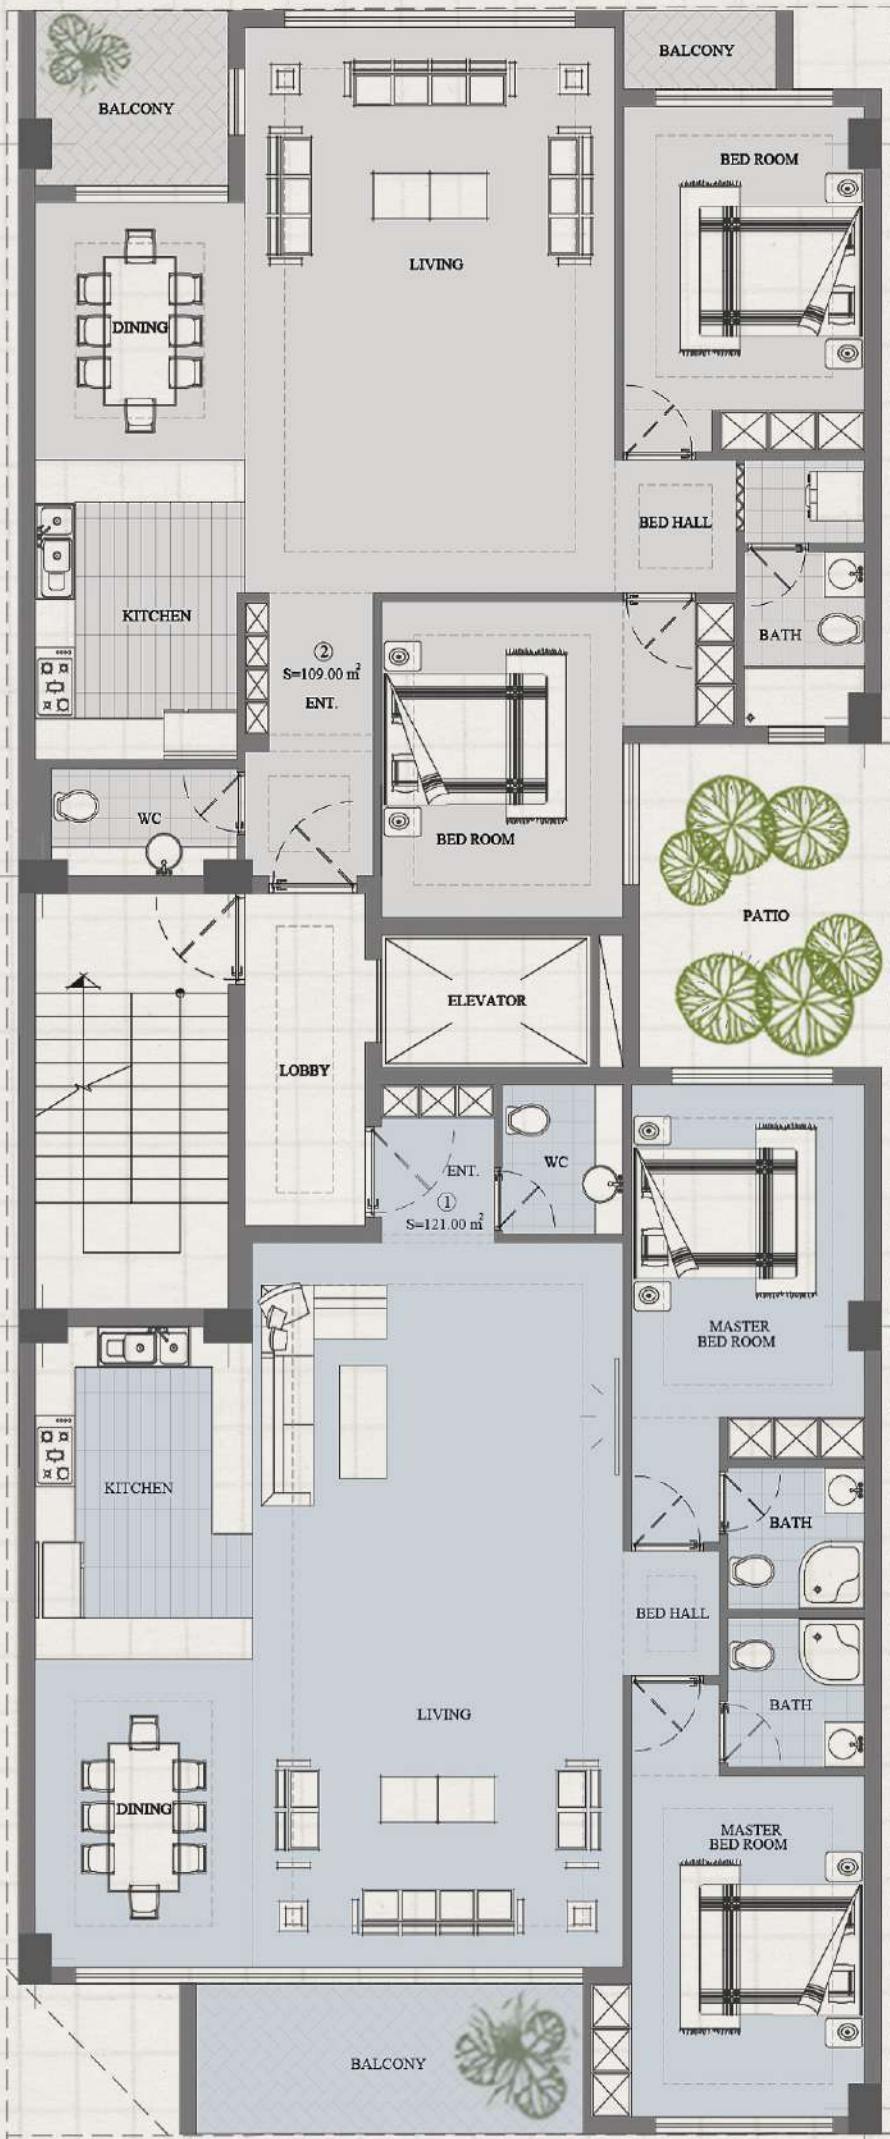 BALCONY
BALCONY
BED ROOM
LIVING
DINING
BED HALL
KITCHEN
BATH
②
S=109.00 m²
ENT.
WC
BED ROOM
PATIO
ELEVATOR
LOBBY
ENT.
WC
①
S=121.00 m²
MASTER
BED ROOM
KITCHEN
BATH
BED HALL
BATH
LIVING
DINING
MASTER
BED ROOM
BALCONY